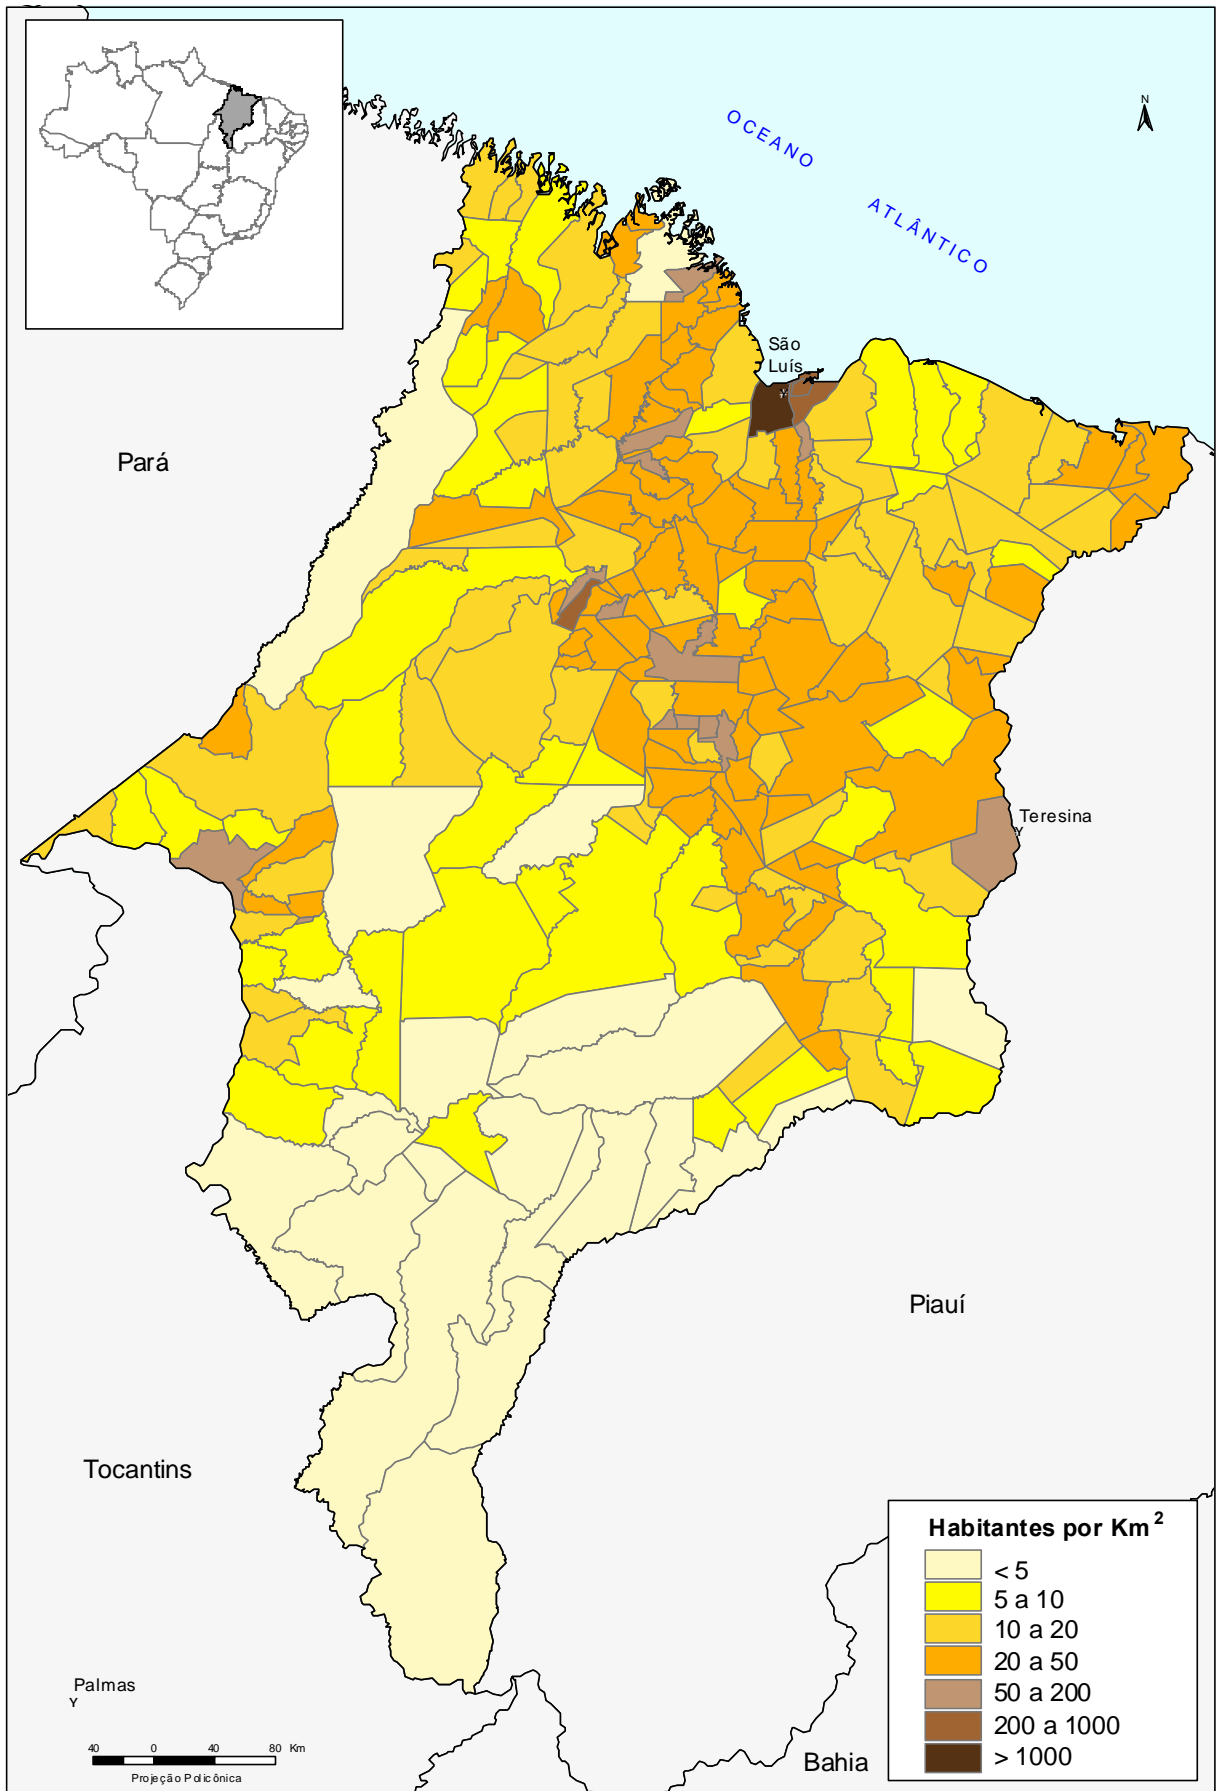 N
OCEANO
ATLÂNTICO
São
Luís
Pará
Teresina
Y
Piauí
Tocantins
Habitantes por Km²
< 5
5 a 10
10 a 20
20 a 50
50 a 200
200 a 1000
> 1000
Palmas
Y
40 0 40 80 Km
Projeção Policônica
Bahia